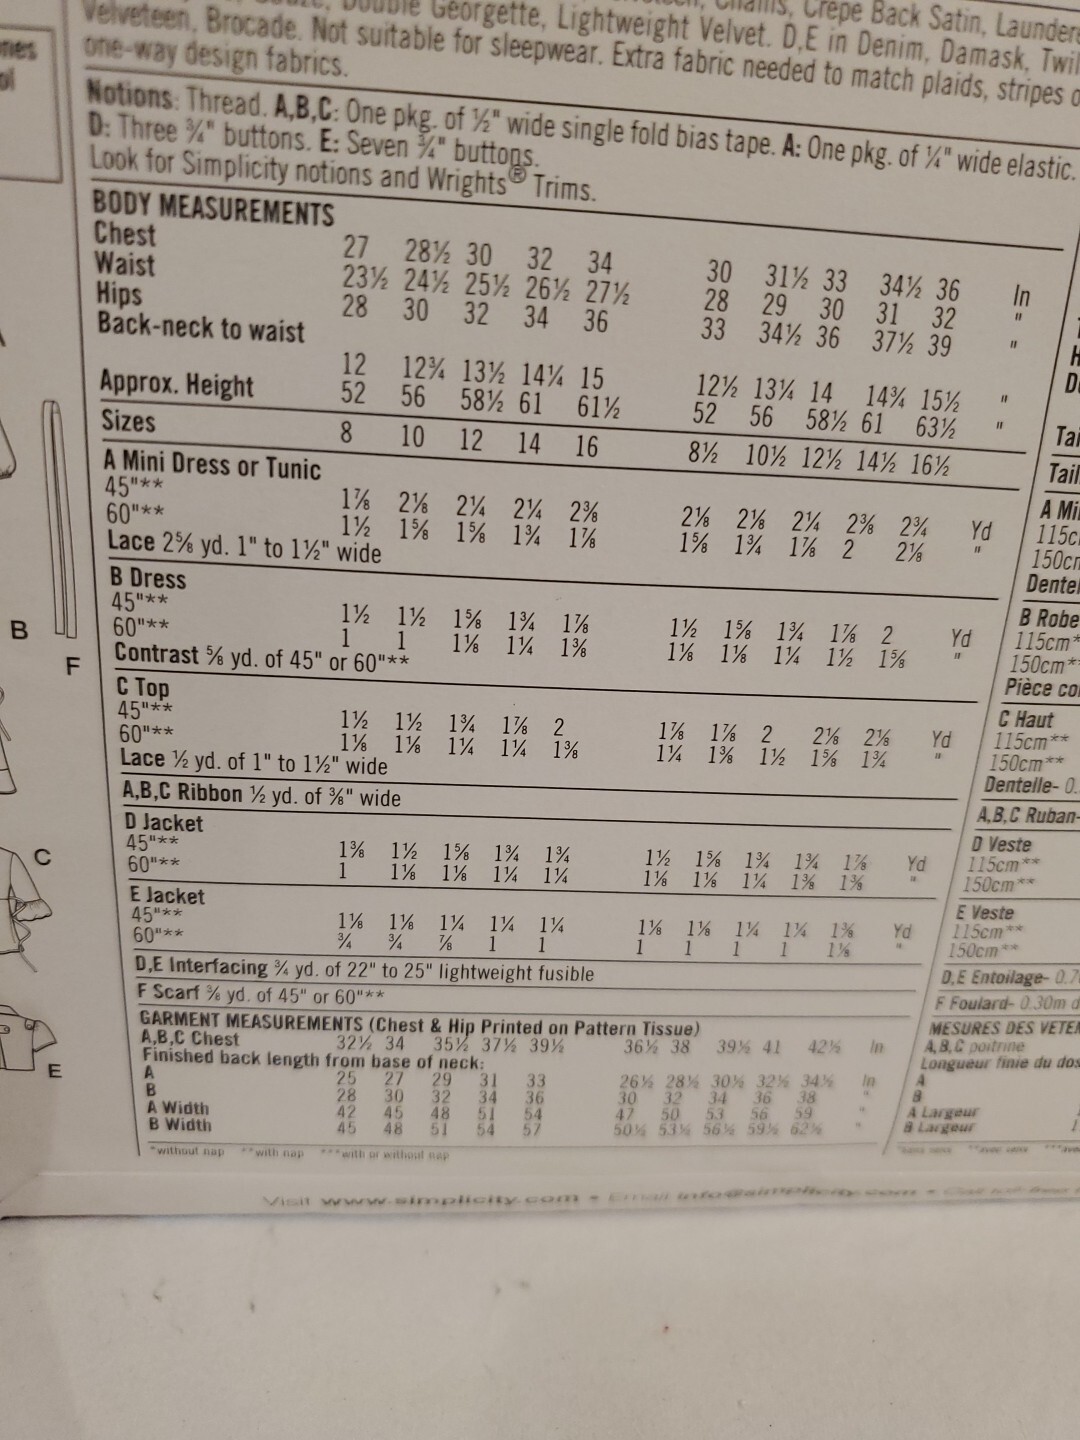 Double Georgette, Crepe Back Satin,
Velveteen, Brocade. Not suitable for sleepwear. Extra fabric needed to match plaids, stripes
Lightweight Velvet. D,E in Denim, Damask,
one-way design fabrics.
Notions: Thread. A,B,C: One pkg. of ½" wide single fold bias tape. A: One pkg. of ¼" wide elastic.
D: Three ¾" buttons. E: Seven ¾" buttons.
Look for Simplicity notions and Wrights® Trims.
BODY MEASUREMENTS
Chest 27 28½ 30 32 34 30 31½ 33 34½ 36 In
Waist 23½ 24½ 25½ 26½ 27½ 28 29 30 31 32 "
Hips 28 30 32 34 36 33 34½ 36 37½ 39 "
Back-neck to waist
12 12¾ 13½ 14¼ 15 12½ 13¼ 14 14¾ 15½ "
Approx. Height 52 56 58½ 61 61½ 52 56 58½ 61 63½ "
Sizes 8 10 12 14 16 8½ 10½ 12½ 14½ 16½
A Mini Dress or Tunic
45"** 1⅞ 2⅛ 2¼ 2¼ 2⅜ 2⅛ 2⅛ 2¼ 2⅜ 2¾ Yd
60"** 1½ 1⅝ 1⅝ 1¾ 1⅞ 1⅝ 1¾ 1⅞ 2 2⅛ "
Lace 2⅝ yd. 1" to 1½" wide
B Dress
45"** 1½ 1½ 1⅝ 1¾ 1⅞ 1½ 1⅝ 1¾ 1⅞ 2 Yd
60"** 1 1 1⅛ 1¼ 1⅜ 1⅛ 1⅛ 1¼ 1½ 1⅝ "
Contrast ⅝ yd. of 45" or 60"**
C Top
45"** 1½ 1½ 1¾ 1⅞ 2 1⅞ 1⅞ 2 2⅛ 2⅛ Yd
60"** 1⅛ 1⅛ 1¼ 1¼ 1⅜ 1¼ 1⅜ 1½ 1⅝ 1¾ "
Lace ½ yd. of 1" to 1½" wide
A,B,C Ribbon ½ yd. of ⅜" wide
D Jacket
45"** 1⅜ 1½ 1⅝ 1¾ 1¾ 1½ 1⅝ 1¾ 1¾ 1⅞ Yd
60"** 1 1⅛ 1⅛ 1¼ 1¼ 1⅛ 1⅛ 1¼ 1⅜ 1⅜ "
E Jacket
45"** 1⅛ 1⅛ 1¼ 1¼ 1¼ 1⅛ 1⅛ 1¼ 1¼ 1⅜ Yd
60"** ¾ ¾ ⅞ 1 1 1 1 1 1 1⅛ "
D,E Interfacing ¾ yd. of 22" to 25" lightweight fusible
F Scarf ⅜ yd. of 45" or 60"**
GARMENT MEASUREMENTS (Chest & Hip Printed on Pattern Tissue)
A,B,C Chest 32½ 34 35½ 37½ 39½ 36½ 38 39½ 41 42½ In
Finished back length from base of neck:
A 25 27 29 31 33 26½ 28½ 30½ 32½ 34½ In
B 28 30 32 34 36 30 32 34 36 38 "
A Width 42 45 48 51 54 47 50 53 56 59 "
B Width 45 48 51 54 57 50½ 53½ 56½ 59½ 62½ "
*without nap **with nap ***with or without nap
Visit www.simplicity.com • Email info@simplicity.com •
B
F
C
E
A
115c
150c
B Robe
115cm**
150cm**
C Haut
115cm**
150cm**
Dentelle- 0.
A,B,C Ruban-
D Veste
115cm**
150cm**
E Veste
115cm**
150cm**
D,E Entoilage- 0.7
F Foulard- 0.30m d
MESURES DES
A,B,C poitrine
Longueur finie du dos
A
B
A Largeur
B Largeur